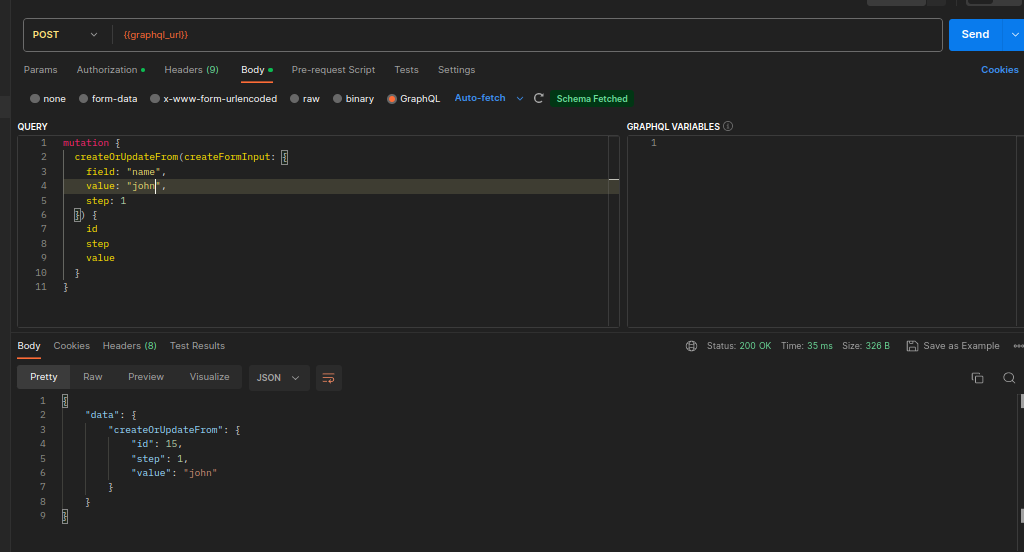 POST {{graphql_url}} Send
Params Authorization Headers (9) Body Pre-request Script Tests Settings Cookies
none form-data x-www-form-urlencoded raw binary GraphQL Auto-fetch Schema Fetched
QUERY GRAPHQL VARIABLES
1 mutation { 1
2 createOrUpdateFrom(createFormInput: {
3 field: "name",
4 value: "john",
5 step: 1
6 }) {
7 id
8 step
9 value
10 }
11 }
Body Cookies Headers (8) Test Results Status: 200 OK Time: 35 ms Size: 326 B Save as Example
Pretty Raw Preview Visualize JSON
1 {
2 "data": {
3 "createOrUpdateFrom": {
4 "id": 15,
5 "step": 1,
6 "value": "john"
7 }
8 }
9 }